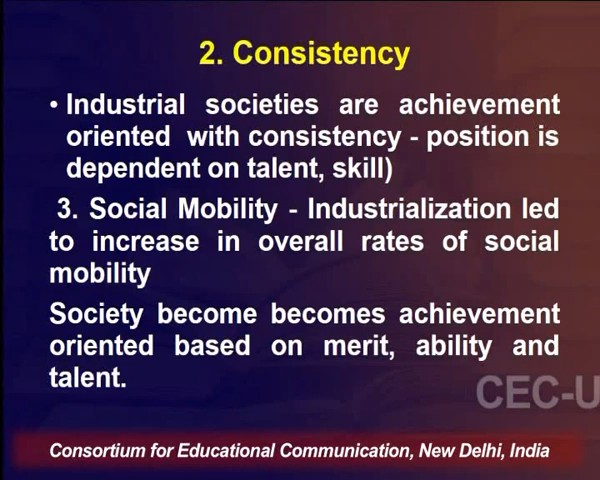 2. Consistency
• Industrial societies are achievement
oriented with consistency - position is
dependent on talent, skill)
3. Social Mobility - Industrialization led
to increase in overall rates of social
mobility
Society become becomes achievement
oriented based on merit, ability and
talent.
CEC-U
Consortium for Educational Communication, New Delhi, India